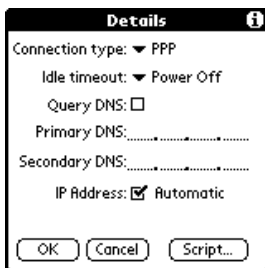 Details i
Connection type: PPP
Idle timeout: Power Off
Query DNS:
Primary DNS: . . .
Secondary DNS: . . .
IP Address: Automatic
OK Cancel Script...